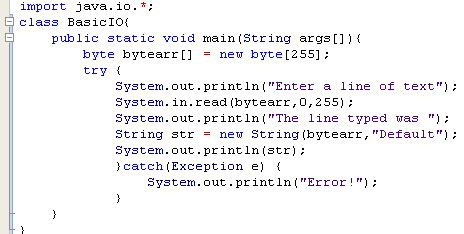 import java.io.*;
class BasicIO{
    public static void main(String args[]){
        byte bytearr[] = new byte[255];
        try {
            System.out.println("Enter a line of text");
            System.in.read(bytearr,0,255);
            System.out.println("The line typed was ");
            String str = new String(bytearr,"Default");
            System.out.println(str);
            }catch(Exception e) {
                System.out.println("Error!");
            }
    }
}